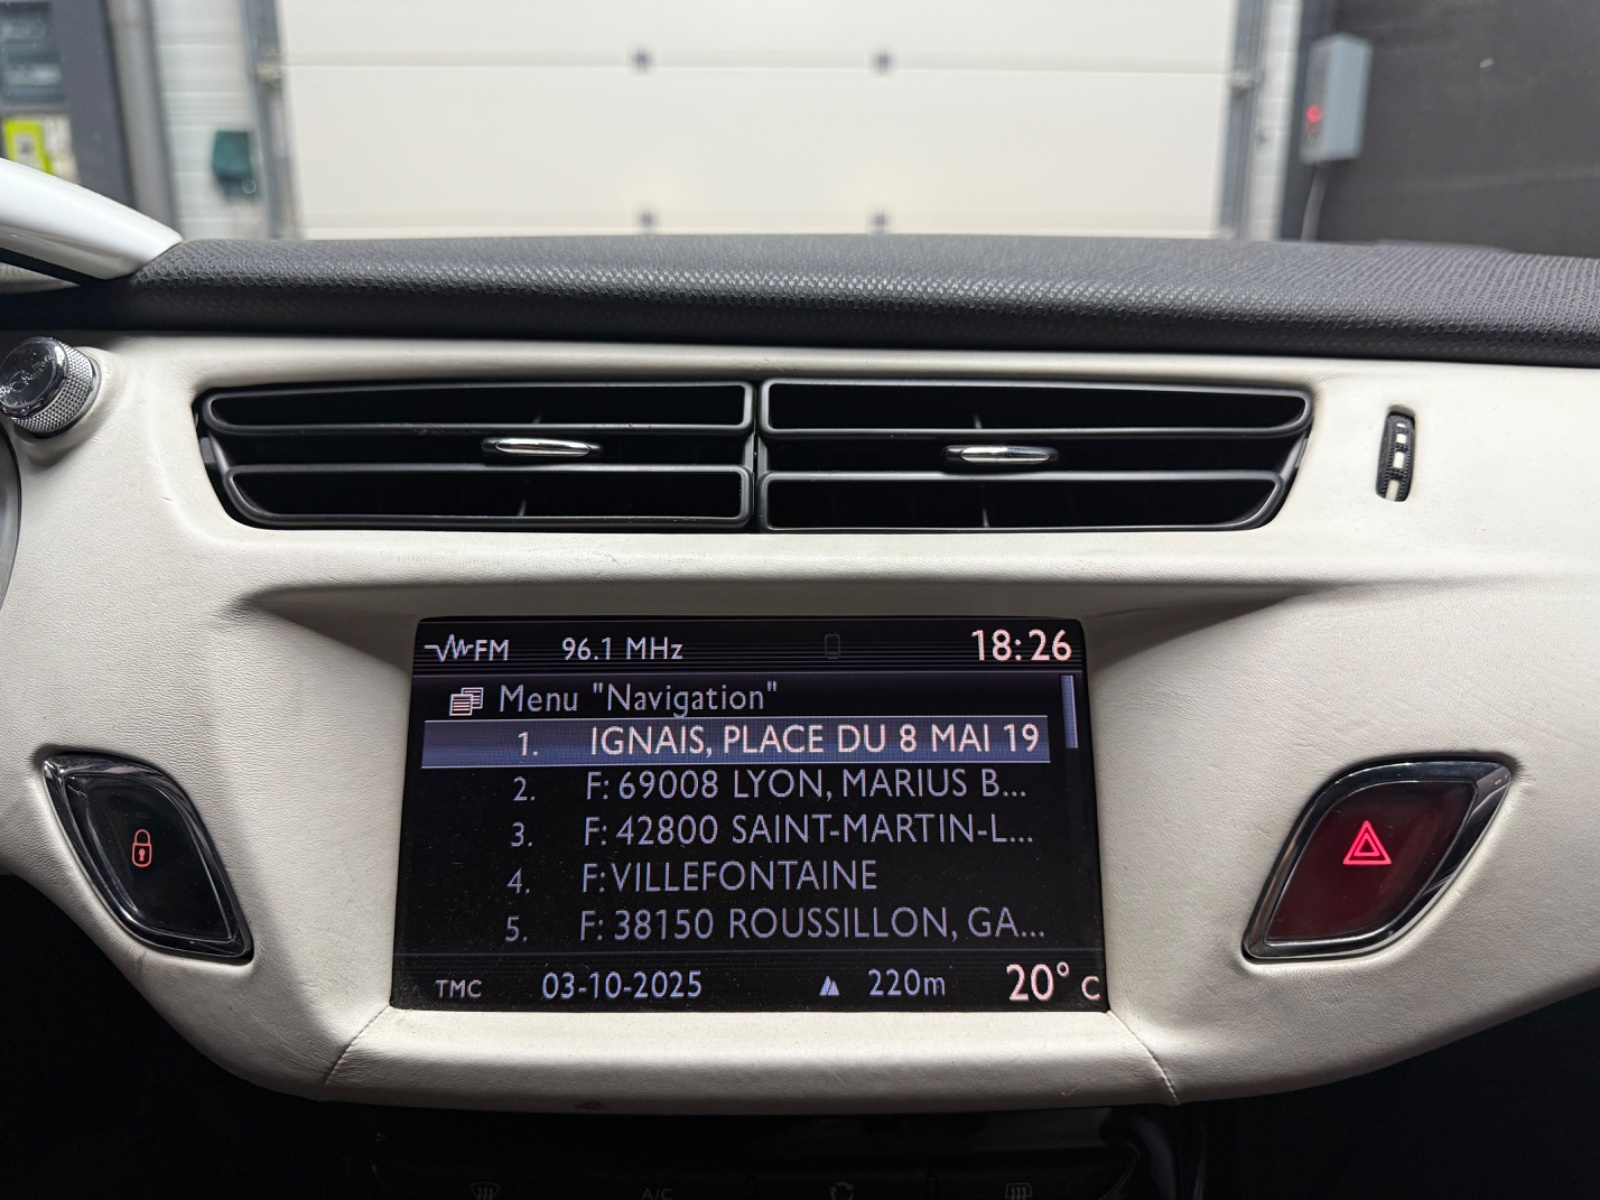 FM 96.1 MHz 18:26
Menu "Navigation"
1. IGNAIS, PLACE DU 8 MAI 19
2. F: 69008 LYON, MARIUS B...
3. F: 42800 SAINT-MARTIN-L...
4. F: VILLEFONTAINE
5. F: 38150 ROUSSILLON, GA...
TMC 03-10-2025 220m 20° C
A/C